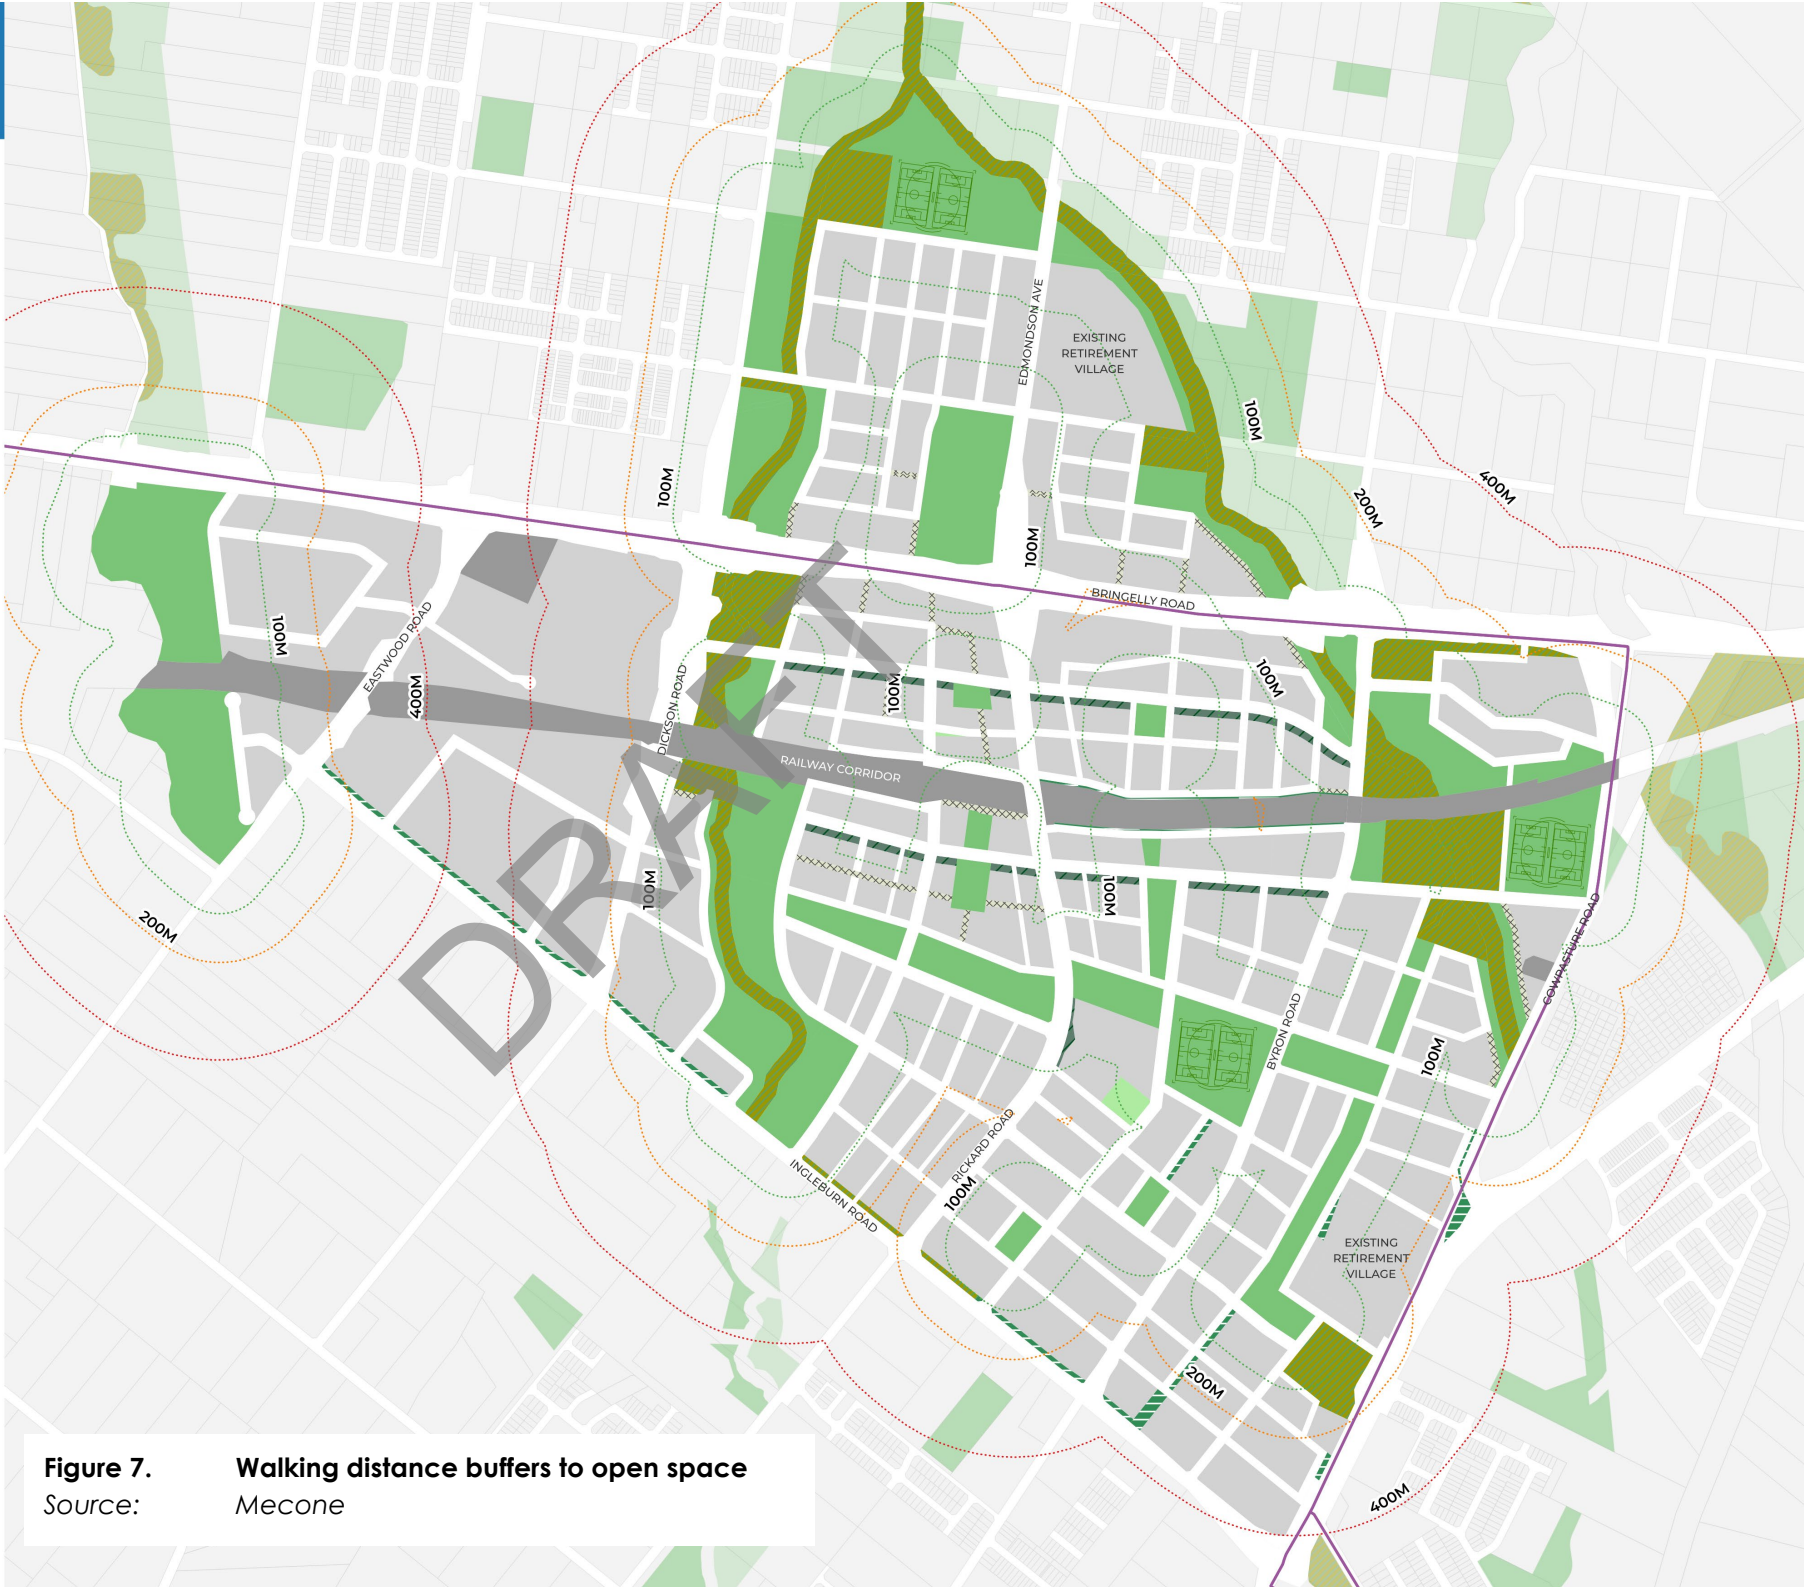 EDMONDSON AVE
EXISTING
RETIREMENT
VILLAGE
100M
100M
400M
200M
100M
BRINGELLY ROAD
100M
EASTWOOD ROAD
400M
DICKSON ROAD
100M
100M
RAILWAY CORRIDOR
DRAFT
100M
100M
200M
COWPASTURE ROAD
BYRON ROAD
100M
RICKARD ROAD
100M
INGLEBURN ROAD
EXISTING
RETIREMENT
VILLAGE
200M
400M
Figure 7. Walking distance buffers to open space
Source: Mecone